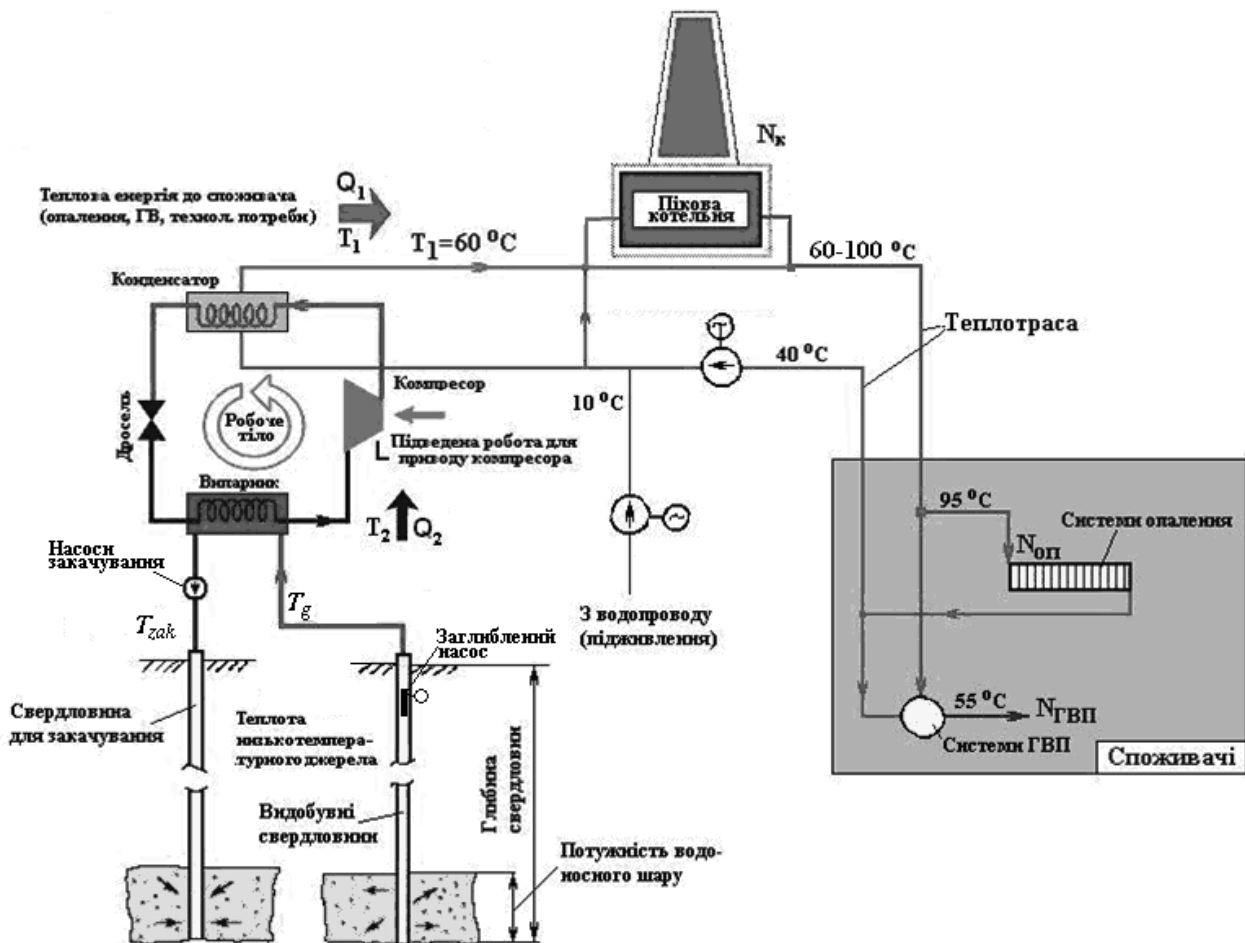 Nк
Пікова
котельня
Теплова енергія до споживача
(опалення, ГВ, технол. потреби)
Q1
T1
T1=60 °C
60-100 °C
Конденсатор
Теплотраса
40 °C
10 °C
Компресор
Дросель
Робоче
тіло
Підведена робота для
приводу компресора
Випарник
T2
Q2
95 °C
Системи опалення
Nоп
Насоси
закачування
Tg
Tzak
З водопроводу
(підживлення)
Заглиблений
насос
55 °C
NГВП
Системи ГВП
Споживачі
Свердловина
для закачування
Теплота
низькотемпера-
турного джерела
Глибина
свердловин
Видобувні
свердловини
Потужність водо-
носного шару